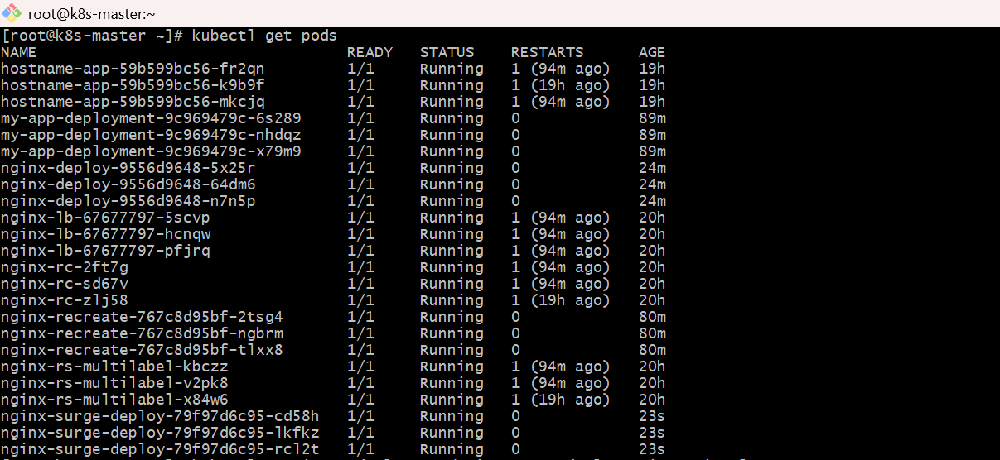 root@k8s-master:~
[root@k8s-master ~]# kubectl get pods
NAME READY STATUS RESTARTS AGE
hostname-app-59b599bc56-fr2qn 1/1 Running 1 (94m ago) 19h
hostname-app-59b599bc56-k9b9f 1/1 Running 1 (19h ago) 19h
hostname-app-59b599bc56-mkcjq 1/1 Running 1 (94m ago) 19h
my-app-deployment-9c969479c-6s289 1/1 Running 0 89m
my-app-deployment-9c969479c-nhdqz 1/1 Running 0 89m
my-app-deployment-9c969479c-x79m9 1/1 Running 0 89m
nginx-deploy-9556d9648-5x25r 1/1 Running 0 24m
nginx-deploy-9556d9648-64dm6 1/1 Running 0 24m
nginx-deploy-9556d9648-n7n5p 1/1 Running 0 24m
nginx-lb-67677797-5scvp 1/1 Running 1 (94m ago) 20h
nginx-lb-67677797-hcnqw 1/1 Running 1 (94m ago) 20h
nginx-lb-67677797-pfjrq 1/1 Running 1 (94m ago) 20h
nginx-rc-2ft7g 1/1 Running 1 (94m ago) 20h
nginx-rc-sd67v 1/1 Running 1 (94m ago) 20h
nginx-rc-zlj58 1/1 Running 1 (19h ago) 20h
nginx-recreate-767c8d95bf-2tsg4 1/1 Running 0 80m
nginx-recreate-767c8d95bf-ngbrm 1/1 Running 0 80m
nginx-recreate-767c8d95bf-tlxx8 1/1 Running 0 80m
nginx-rs-multilabel-kbczz 1/1 Running 1 (94m ago) 20h
nginx-rs-multilabel-v2pk8 1/1 Running 1 (94m ago) 20h
nginx-rs-multilabel-x84w6 1/1 Running 1 (19h ago) 20h
nginx-surge-deploy-79f97d6c95-cd58h 1/1 Running 0 23s
nginx-surge-deploy-79f97d6c95-lkfkz 1/1 Running 0 23s
nginx-surge-deploy-79f97d6c95-rcl2t 1/1 Running 0 23s